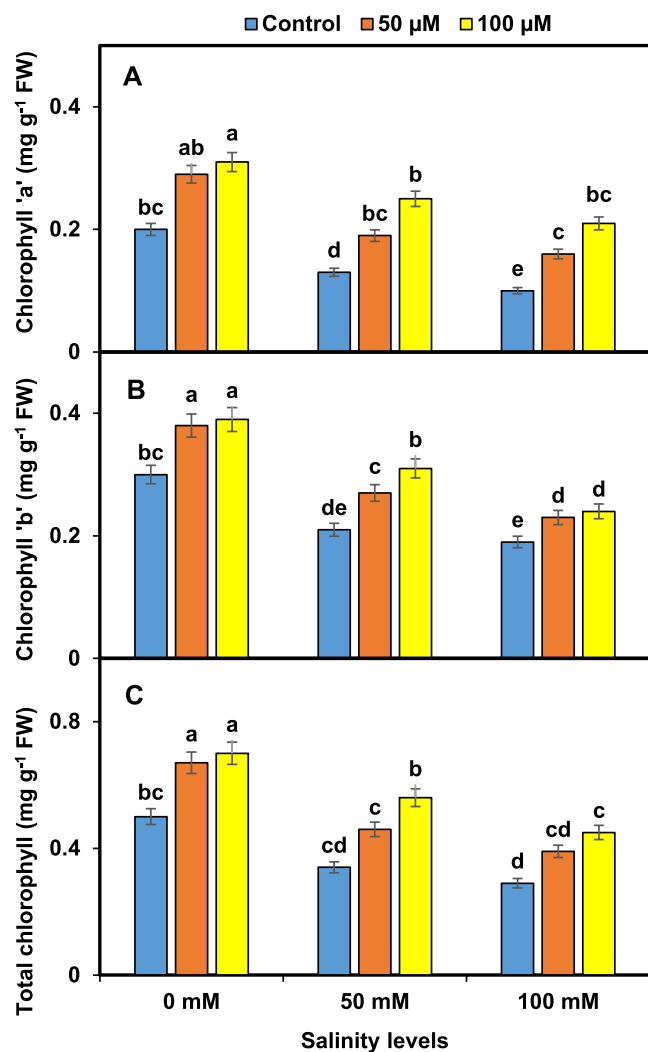 Control 50 µM 100 µM
A
Chlorophyll 'a' (mg g⁻¹ FW)
0.4
0.2
0
bc ab a
d bc b
e c bc
B
Chlorophyll 'b' (mg g⁻¹ FW)
0.4
0.2
0
bc a a
de c b
e d d
C
Total chlorophyll (mg g⁻¹ FW)
0.8
0.4
0
bc a a
cd c b
d cd c
0 mM 50 mM 100 mM
Salinity levels